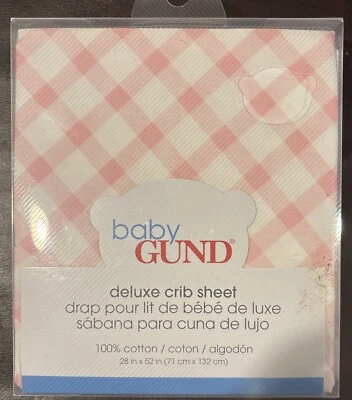 baby
GUND®
deluxe crib sheet
drap pour lit de bébé de luxe
sábana para cuna de lujo
100% cotton / coton / algodón
28 in x 52 in (71 cm x 132 cm)